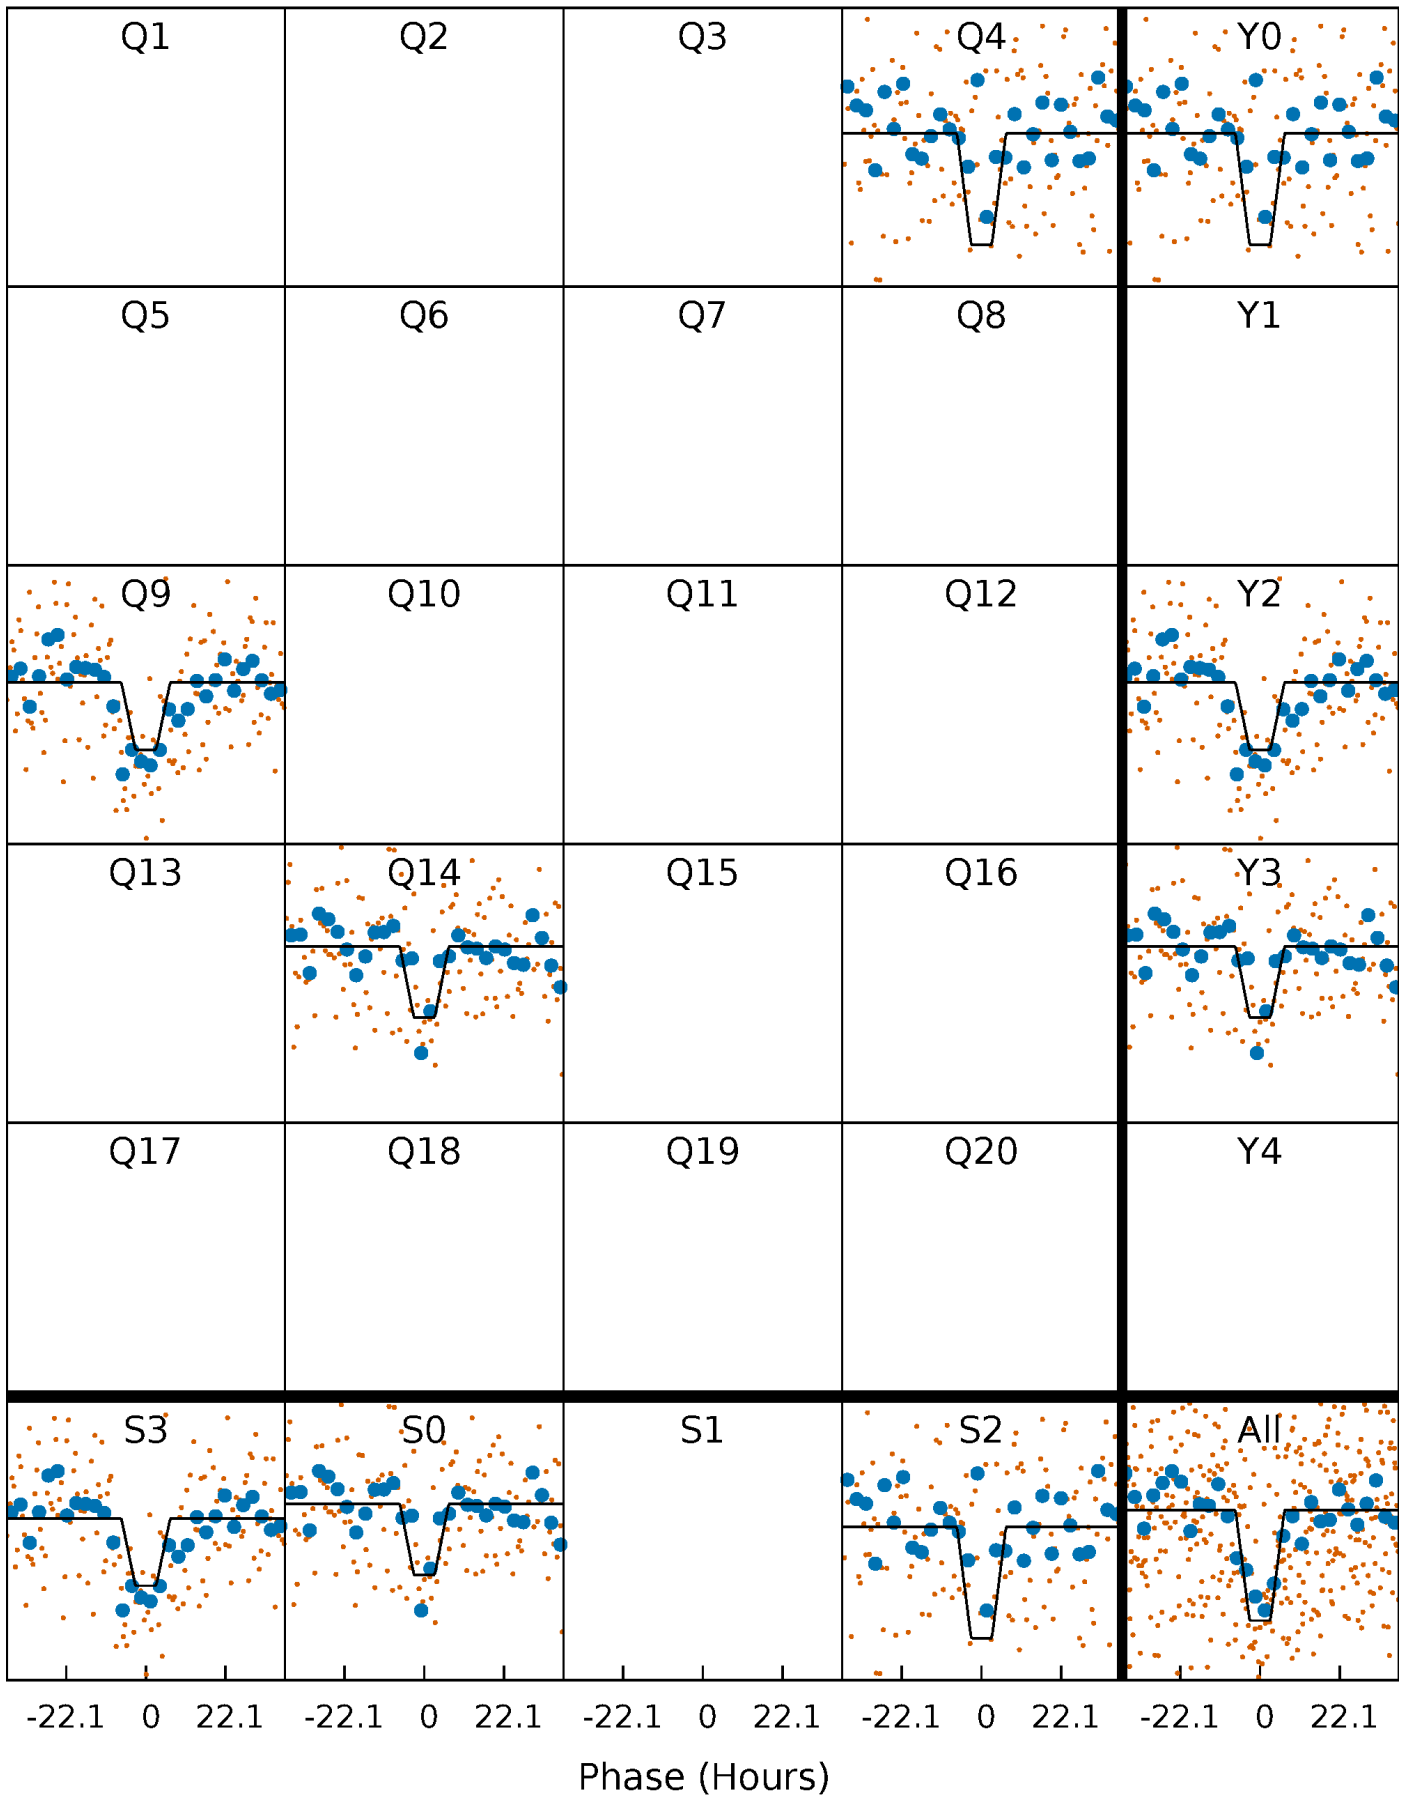 Q1 Q2 Q3 Q4 Y0
Q5 Q6 Q7 Q8 Y1
Q9 Q10 Q11 Q12 Y2
Q13 Q14 Q15 Q16 Y3
Q17 Q18 Q19 Q20 Y4
S3 S0 S1 S2 All
-22.1 0 22.1 -22.1 0 22.1 -22.1 0 22.1 -22.1 0 22.1 -22.1 0 22.1
Phase (Hours)